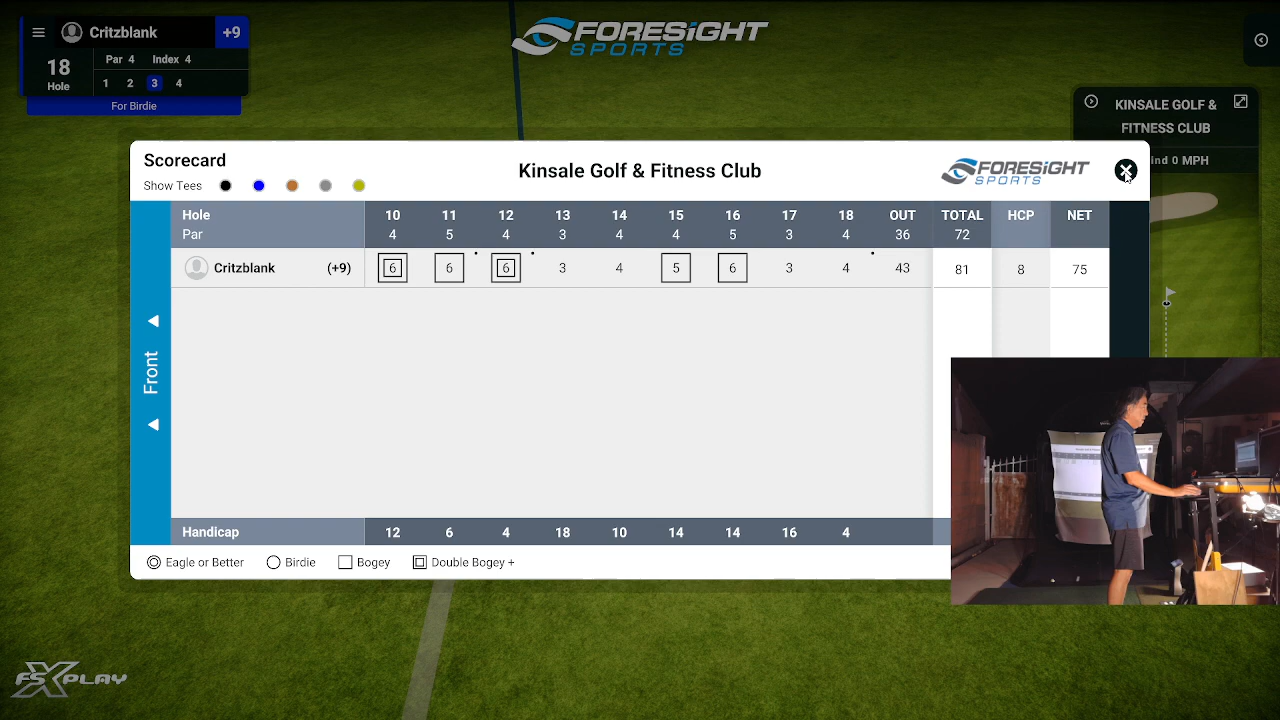 Critzblank +9
18
Hole
Par 4 Index 4
1 2 3 4
For Birdie
FORESIGHT
SPORTS
KINSALE GOLF &
FITNESS CLUB
ind 0 MPH
Scorecard
Show Tees
Kinsale Golf & Fitness Club
FORESIGHT
SPORTS
Hole 10 11 12 13 14 15 16 17 18 OUT TOTAL HCP NET
Par 4 5 4 3 4 4 5 3 4 36 72
Critzblank (+9) 6 6 6 3 4 5 6 3 4 43 81 8 75
Front
Handicap 12 6 4 18 10 14 14 16 4
Eagle or Better Birdie Bogey Double Bogey +
FSXPLAY